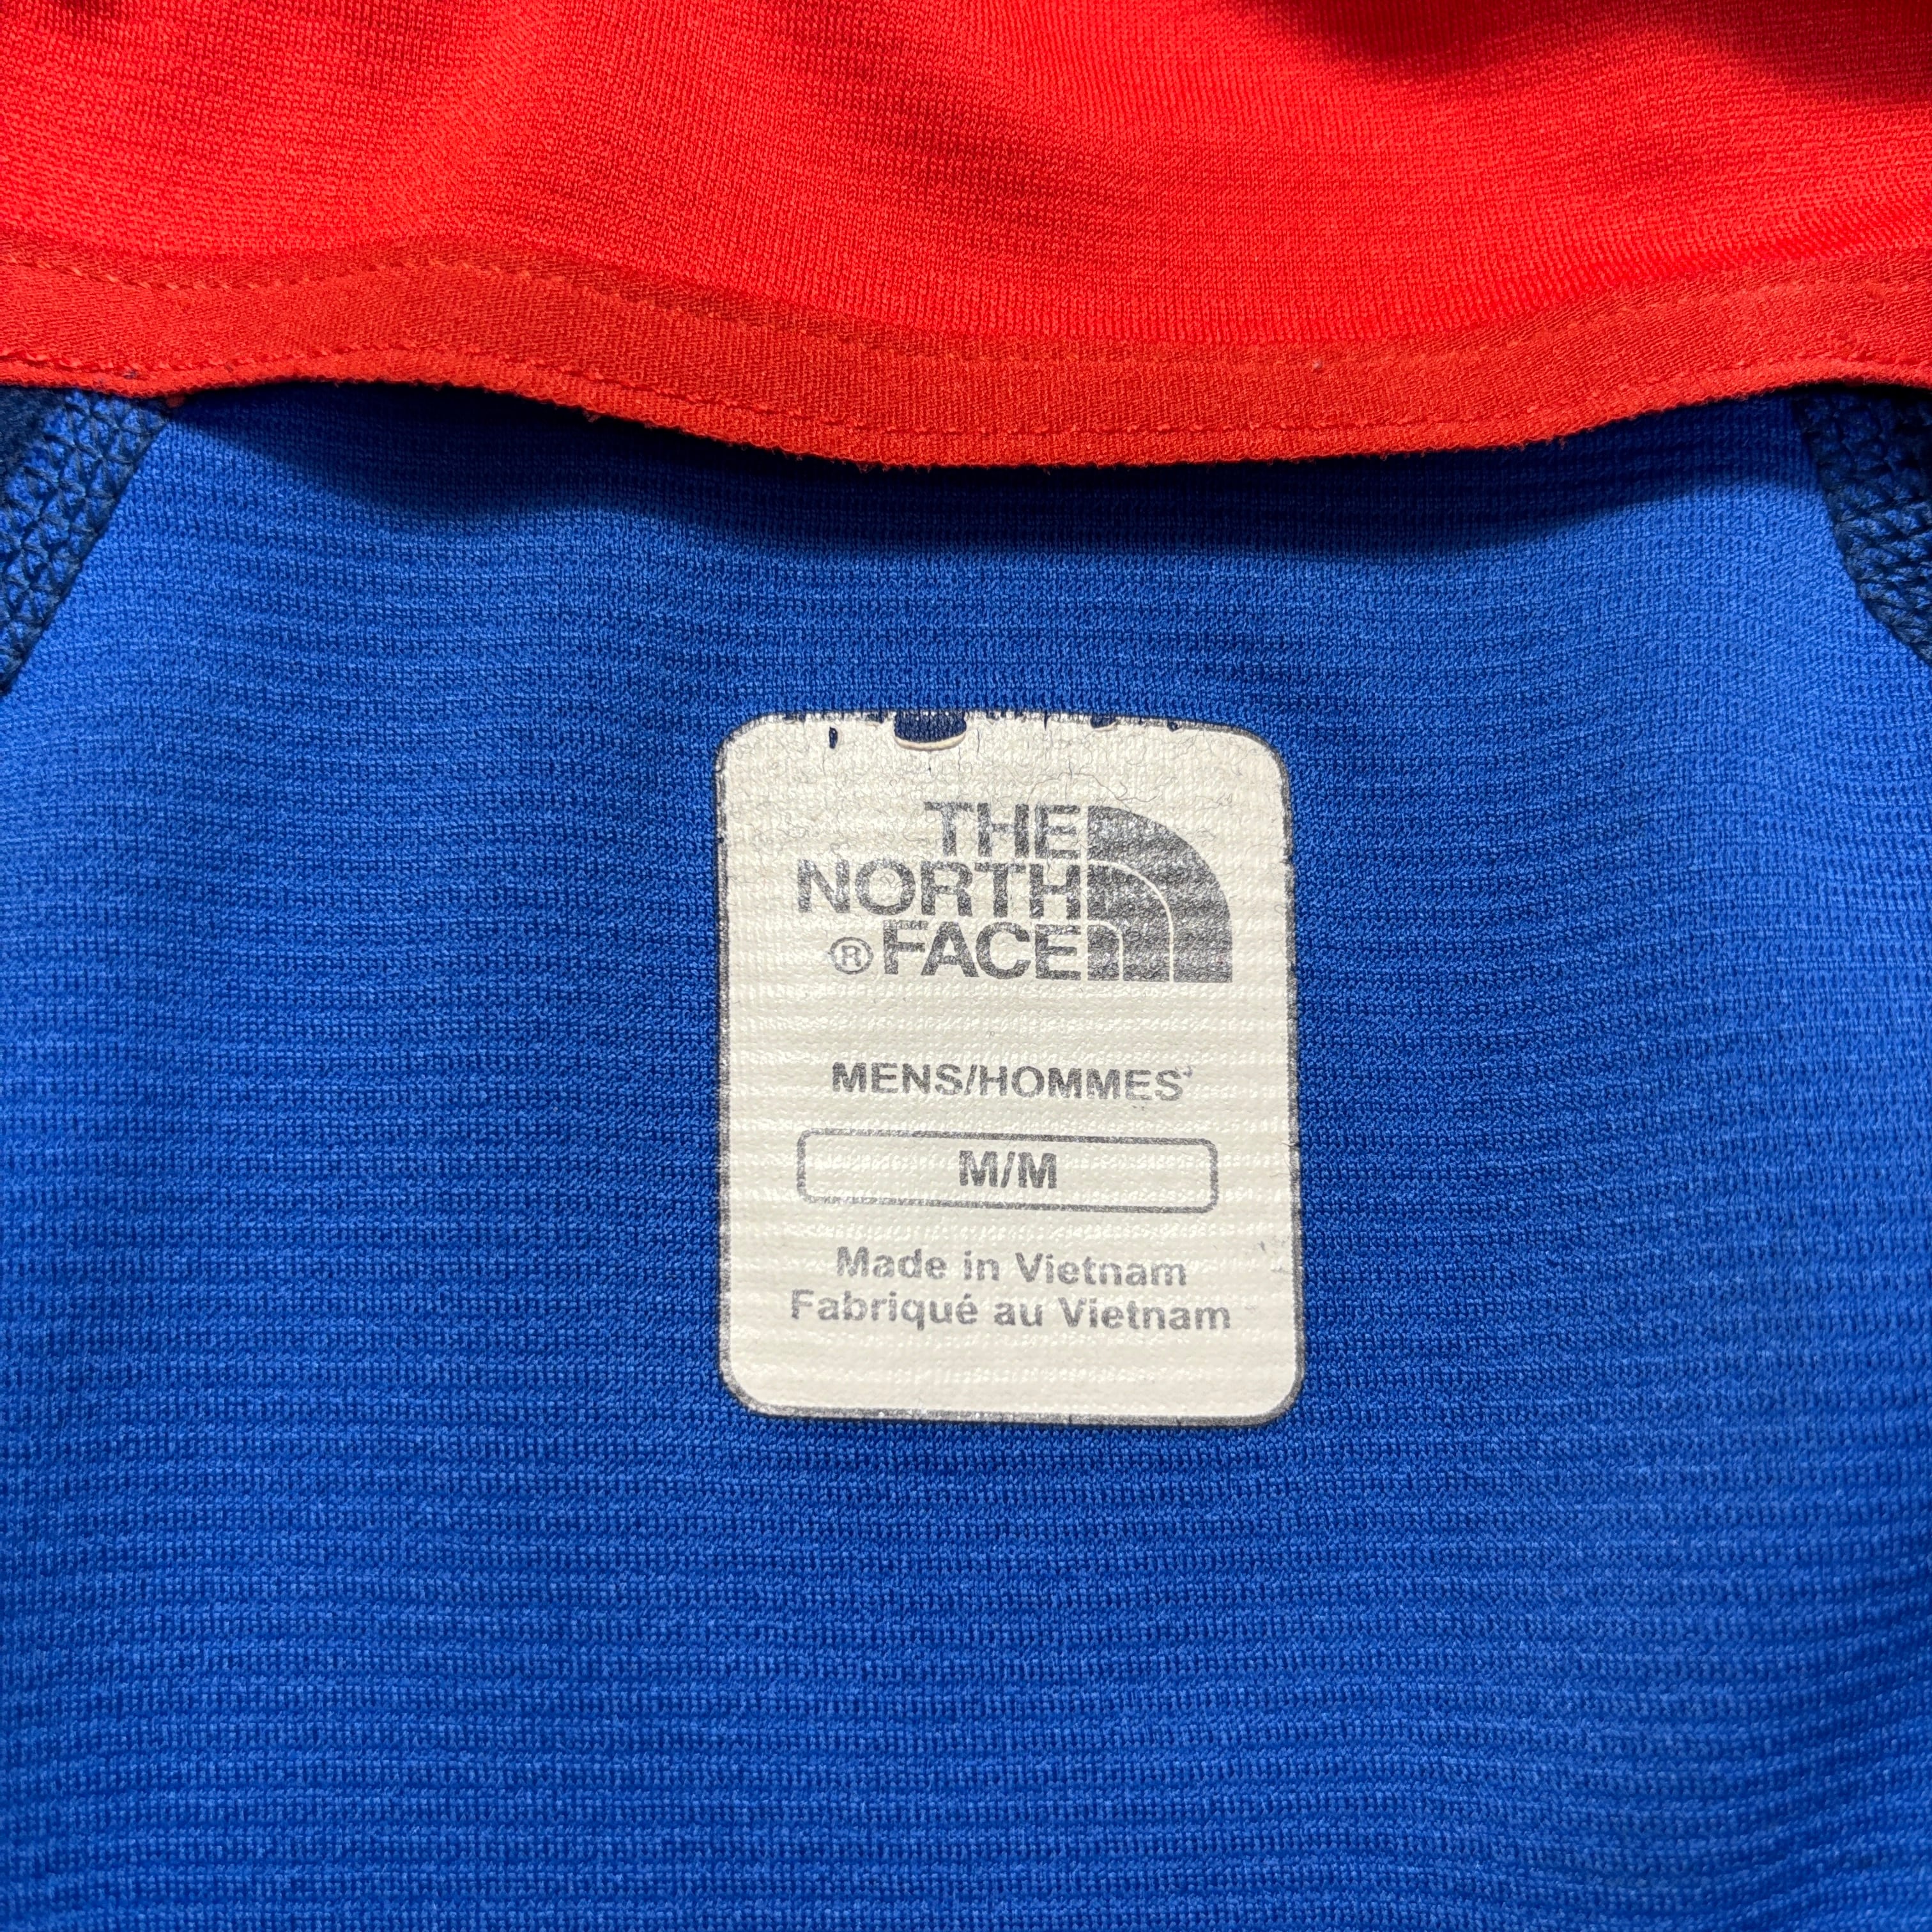 THE
NORTH
® FACE
MENS/HOMMES
M/M
Made in Vietnam
Fabriqué au Vietnam